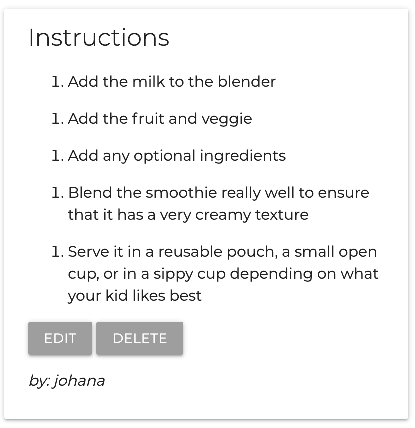 Instructions
1. Add the milk to the blender
1. Add the fruit and veggie
1. Add any optional ingredients
1. Blend the smoothie really well to ensure
that it has a very creamy texture
1. Serve it in a reusable pouch, a small open
cup, or in a sippy cup depending on what
your kid likes best
EDIT DELETE
by: johana